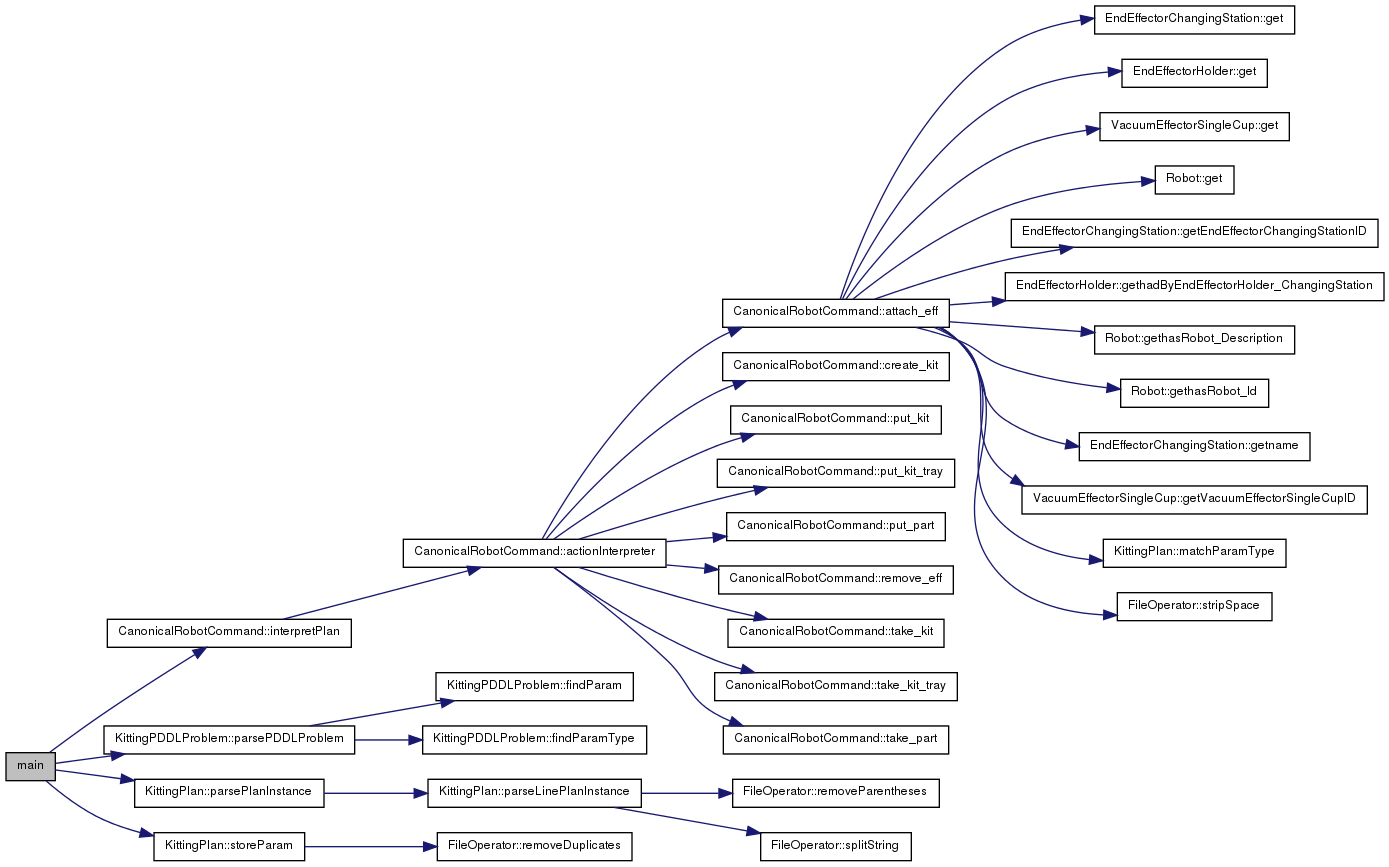 EndEffectorChangingStation::get
EndEffectorHolder::get
VacuumEffectorSingleCup::get
Robot::get
EndEffectorChangingStation::getEndEffectorChangingStationID
EndEffectorHolder::gethadByEndEffectorHolder_ChangingStation
CanonicalRobotCommand::attach_eff
Robot::gethasRobot_Description
CanonicalRobotCommand::create_kit
Robot::gethasRobot_Id
CanonicalRobotCommand::put_kit
EndEffectorChangingStation::getname
CanonicalRobotCommand::put_kit_tray
VacuumEffectorSingleCup::getVacuumEffectorSingleCupID
CanonicalRobotCommand::put_part
CanonicalRobotCommand::actionInterpreter
KittingPlan::matchParamType
CanonicalRobotCommand::remove_eff
FileOperator::stripSpace
CanonicalRobotCommand::interpretPlan
CanonicalRobotCommand::take_kit
KittingPDDLProblem::findParam
CanonicalRobotCommand::take_kit_tray
KittingPDDLProblem::parsePDDLProblem
KittingPDDLProblem::findParamType
CanonicalRobotCommand::take_part
main
KittingPlan::parsePlanInstance
KittingPlan::parseLinePlanInstance
FileOperator::removeParentheses
KittingPlan::storeParam
FileOperator::removeDuplicates
FileOperator::splitString